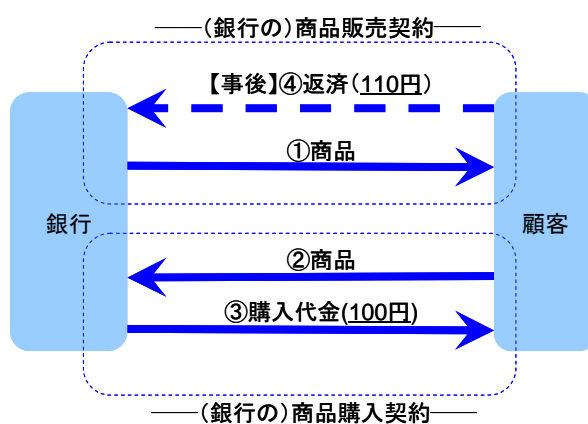 (銀行の)商品販売契約
【事後】④返済(110円)
①商品
銀行
顧客
②商品
③購入代金(100円)
(銀行の)商品購入契約